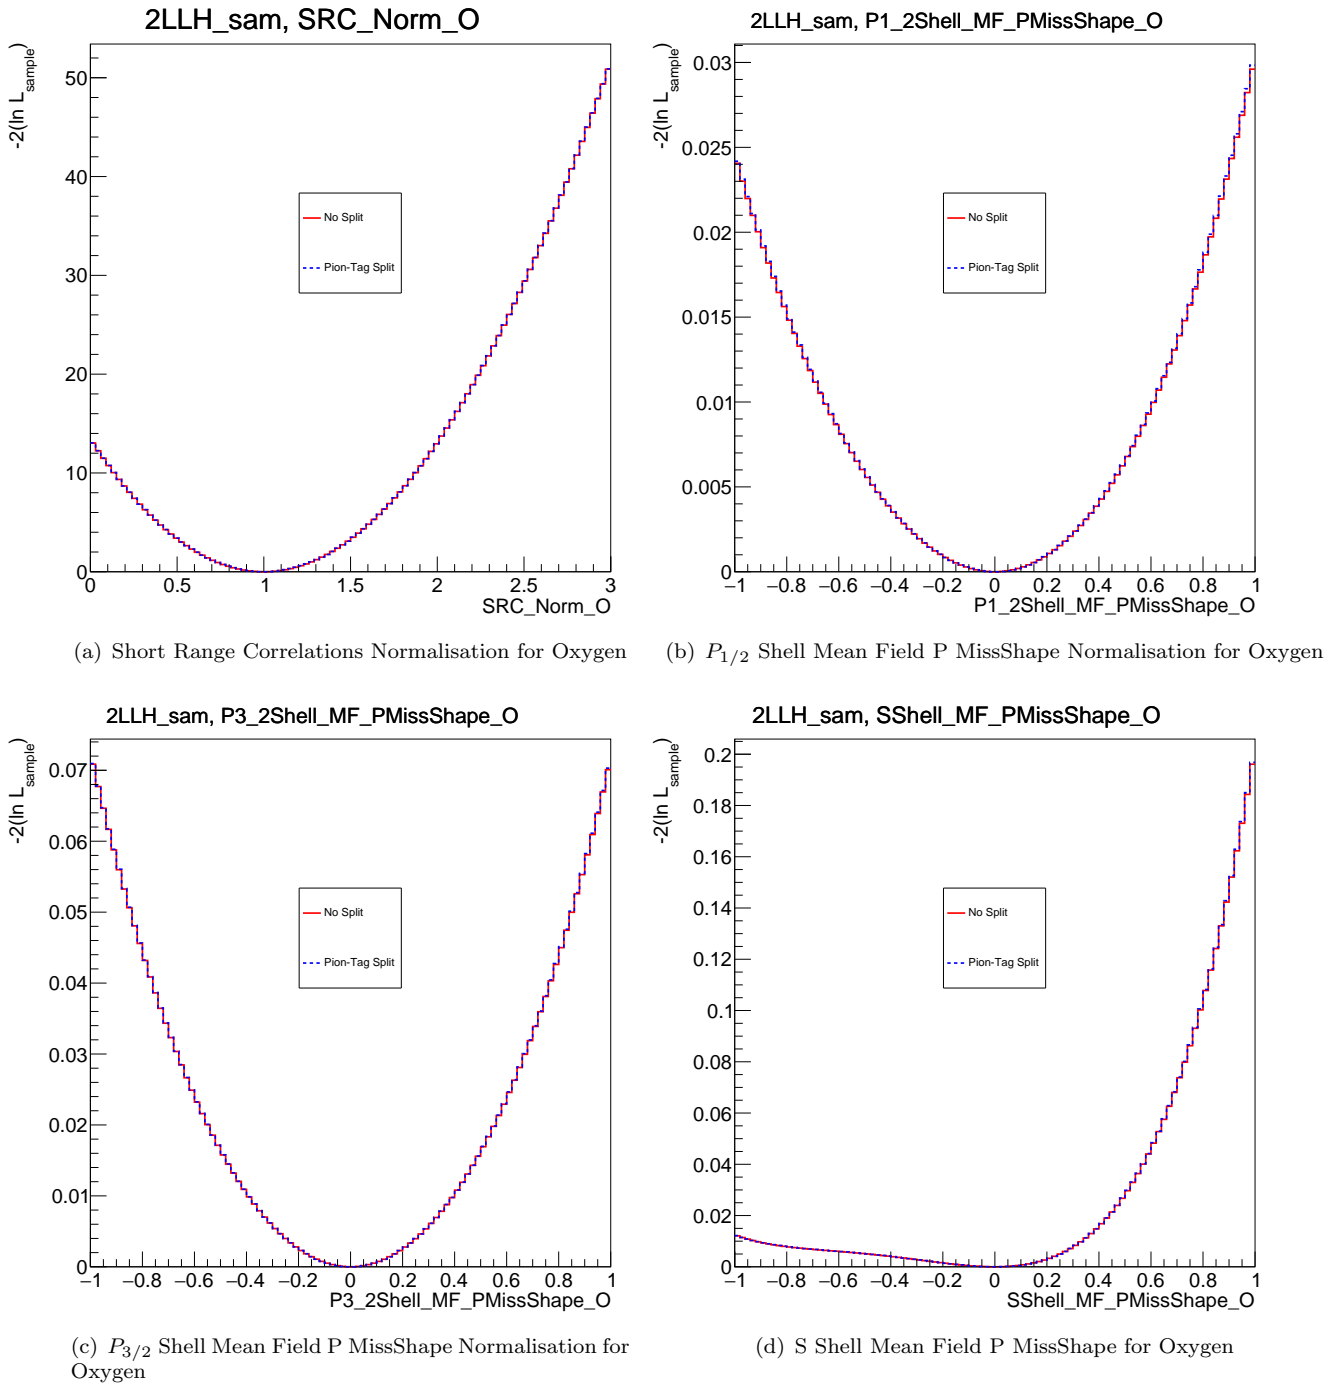 2LLH_sam, SRC_Norm_O
-2(ln L_sample)
50
40
30
20
10
0
No Split
Pion-Tag Split
0 0.5 1 1.5 2 2.5 3
SRC_Norm_O
(a) Short Range Correlations Normalisation for Oxygen
2LLH_sam, P1_2Shell_MF_PMissShape_O
-2(ln L_sample)
0.03
0.025
0.02
0.015
0.01
0.005
0
No Split
Pion-Tag Split
−1 −0.8 −0.6 −0.4 −0.2 0 0.2 0.4 0.6 0.8 1
P1_2Shell_MF_PMissShape_O
(b) P_{1/2} Shell Mean Field P MissShape Normalisation for Oxygen
2LLH_sam, P3_2Shell_MF_PMissShape_O
-2(ln L_sample)
0.07
0.06
0.05
0.04
0.03
0.02
0.01
0
No Split
Pion-Tag Split
−1 −0.8 −0.6 −0.4 −0.2 0 0.2 0.4 0.6 0.8 1
P3_2Shell_MF_PMissShape_O
(c) P_{3/2} Shell Mean Field P MissShape Normalisation for
Oxygen
2LLH_sam, SShell_MF_PMissShape_O
-2(ln L_sample)
0.2
0.18
0.16
0.14
0.12
0.1
0.08
0.06
0.04
0.02
0
No Split
Pion-Tag Split
−1 −0.8 −0.6 −0.4 −0.2 0 0.2 0.4 0.6 0.8 1
SShell_MF_PMissShape_O
(d) S Shell Mean Field P MissShape for Oxygen